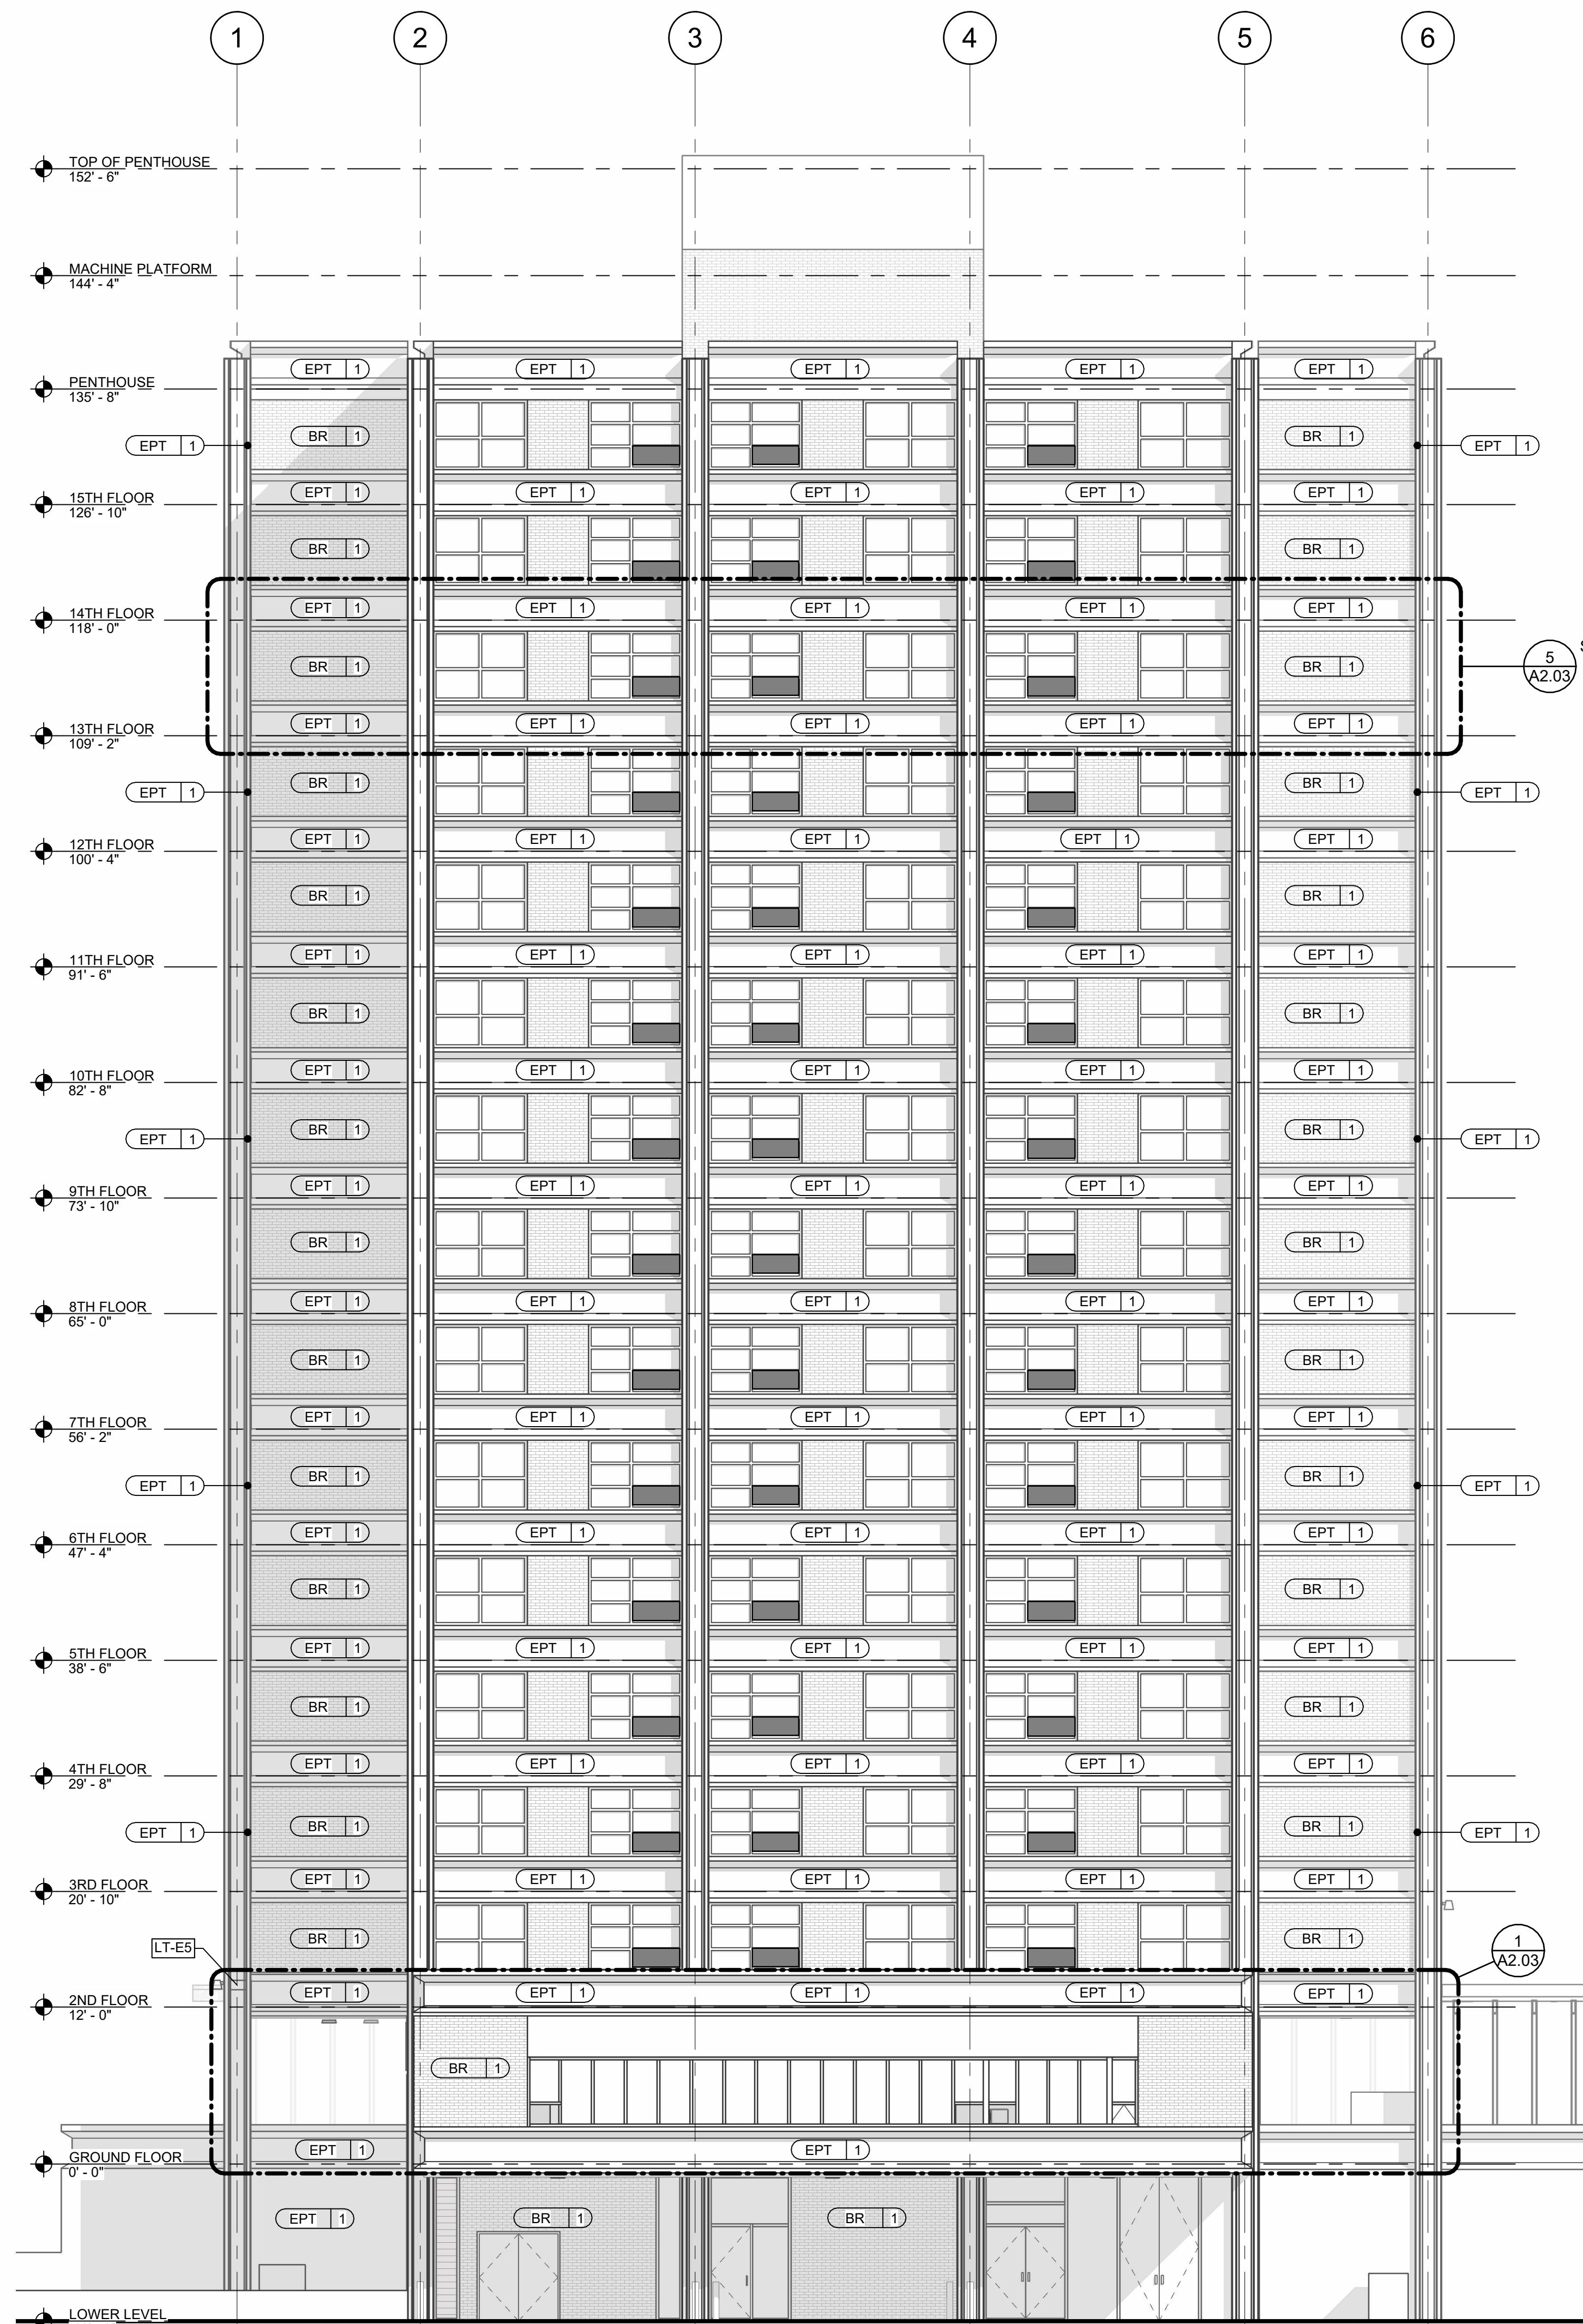 1 2 3 4 5 6
TOP OF PENTHOUSE
152' - 6"
MACHINE PLATFORM
144' - 4"
EPT 1 EPT 1 EPT 1 EPT 1 EPT 1
PENTHOUSE
135' - 8"
BR 1 BR 1
EPT 1 EPT 1
EPT 1 EPT 1 EPT 1 EPT 1 EPT 1
15TH FLOOR
126' - 10"
BR 1 BR 1
EPT 1 EPT 1 EPT 1 EPT 1 EPT 1
14TH FLOOR
118' - 0"
BR 1 BR 1
5
A2.03
EPT 1 EPT 1 EPT 1 EPT 1 EPT 1
13TH FLOOR
109' - 2"
BR 1 BR 1
EPT 1 EPT 1
EPT 1 EPT 1 EPT 1 EPT 1 EPT 1
12TH FLOOR
100' - 4"
BR 1 BR 1
EPT 1 EPT 1 EPT 1 EPT 1 EPT 1
11TH FLOOR
91' - 6"
BR 1 BR 1
EPT 1 EPT 1 EPT 1 EPT 1 EPT 1
10TH FLOOR
82' - 8"
BR 1 BR 1
EPT 1 EPT 1
EPT 1 EPT 1 EPT 1 EPT 1 EPT 1
9TH FLOOR
73' - 10"
BR 1 BR 1
EPT 1 EPT 1 EPT 1 EPT 1 EPT 1
8TH FLOOR
65' - 0"
BR 1 BR 1
EPT 1 EPT 1 EPT 1 EPT 1 EPT 1
7TH FLOOR
56' - 2"
BR 1 BR 1
EPT 1 EPT 1
EPT 1 EPT 1 EPT 1 EPT 1 EPT 1
6TH FLOOR
47' - 4"
BR 1 BR 1
EPT 1 EPT 1 EPT 1 EPT 1 EPT 1
5TH FLOOR
38' - 6"
BR 1 BR 1
EPT 1 EPT 1 EPT 1 EPT 1 EPT 1
4TH FLOOR
29' - 8"
BR 1 BR 1
EPT 1 EPT 1
EPT 1 EPT 1 EPT 1 EPT 1 EPT 1
3RD FLOOR
20' - 10"
BR 1 BR 1
LT-E5
1
A2.03
EPT 1 EPT 1 EPT 1 EPT 1 EPT 1
2ND FLOOR
12' - 0"
BR 1
EPT 1 EPT 1
GROUND FLOOR
0' - 0"
EPT 1 BR 1 BR 1
LOWER LEVEL